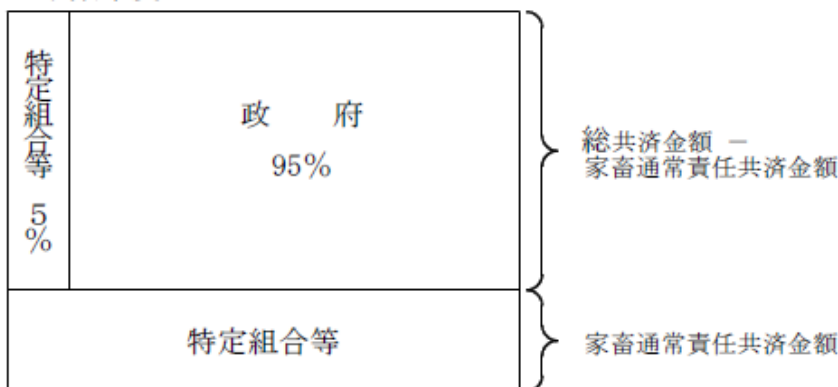 特定組合等 5%
政 府
95%
総共済金額 －
家畜通常責任共済金額
特定組合等
家畜通常責任共済金額